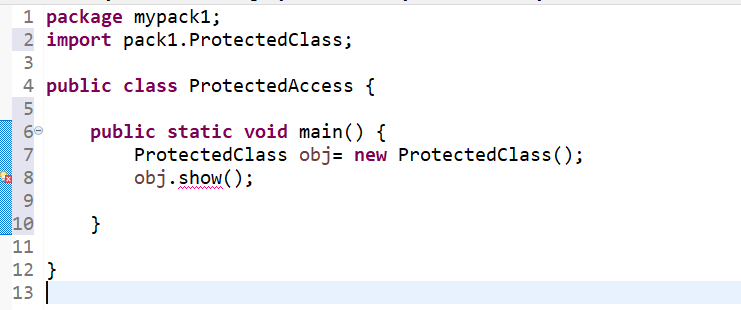 1 package mypack1;
2 import pack1.ProtectedClass;
3
4 public class ProtectedAccess {
5
6 public static void main() {
7 ProtectedClass obj= new ProtectedClass();
8 obj.show();
9
10 }
11
12 }
13